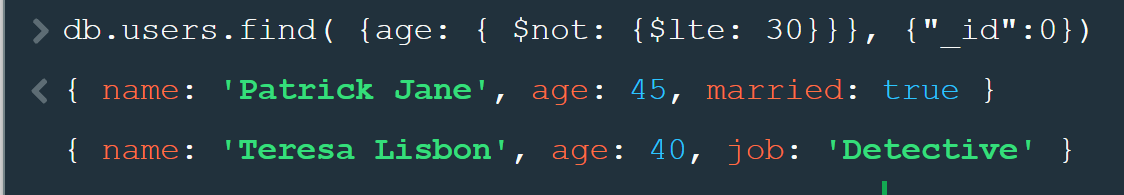 > db.users.find( {age: { $not: {$lte: 30}}}, {"_id":0})
< { name: 'Patrick Jane', age: 45, married: true }
{ name: 'Teresa Lisbon', age: 40, job: 'Detective' }